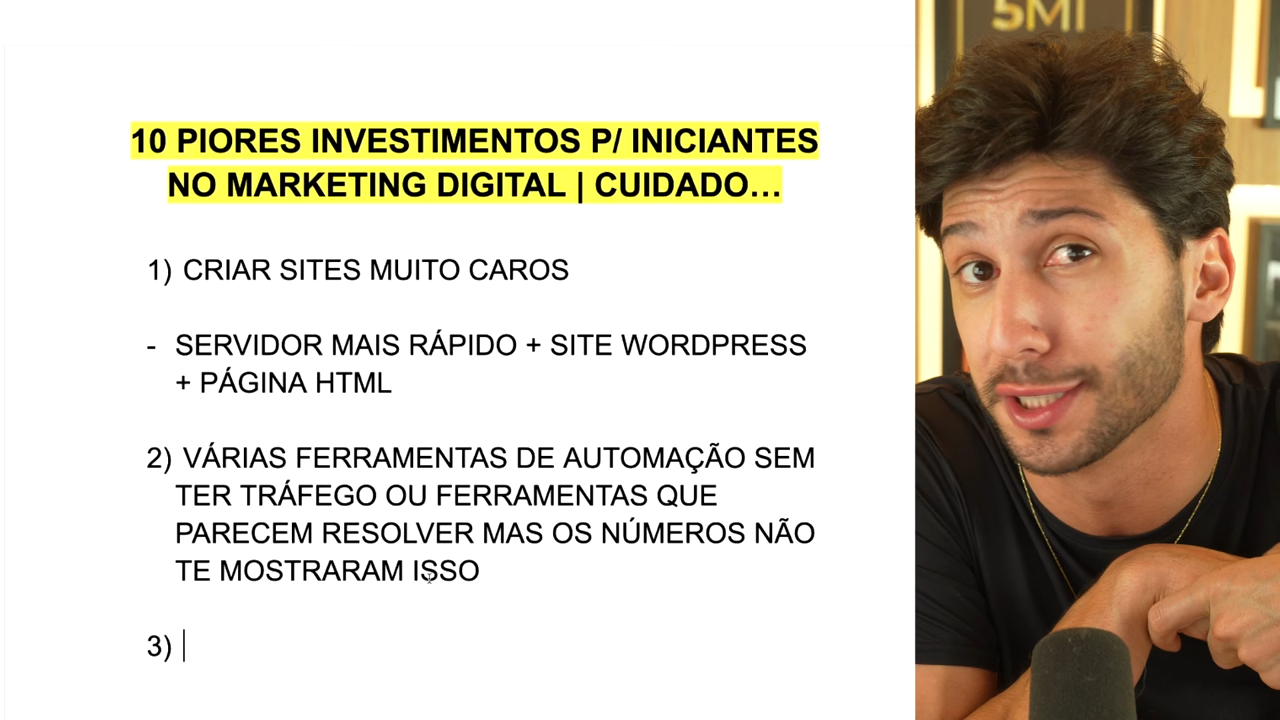 10 PIORES INVESTIMENTOS P/ INICIANTES
NO MARKETING DIGITAL | CUIDADO...
1) CRIAR SITES MUITO CAROS
- SERVIDOR MAIS RÁPIDO + SITE WORDPRESS
+ PÁGINA HTML
2) VÁRIAS FERRAMENTAS DE AUTOMAÇÃO SEM
TER TRÁFEGO OU FERRAMENTAS QUE
PARECEM RESOLVER MAS OS NÚMEROS NÃO
TE MOSTRARAM ISSO
3)
5MI